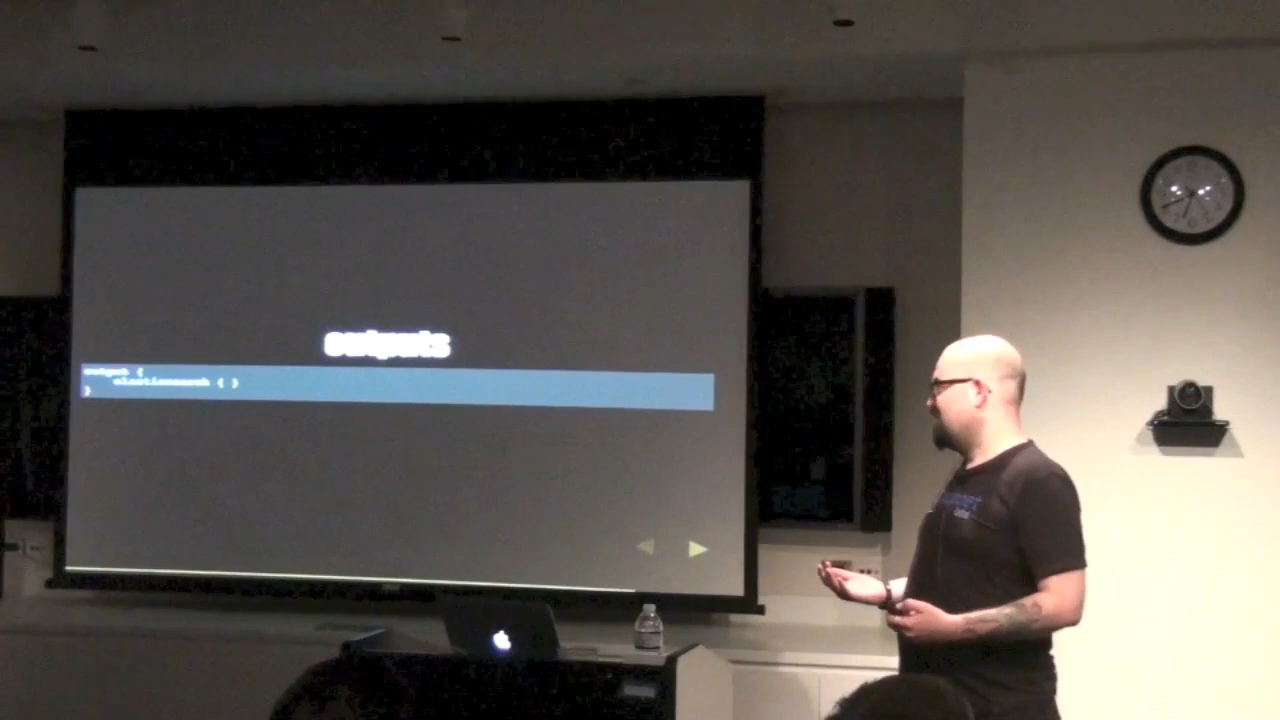 outputs
output {
    elasticsearch { }
}